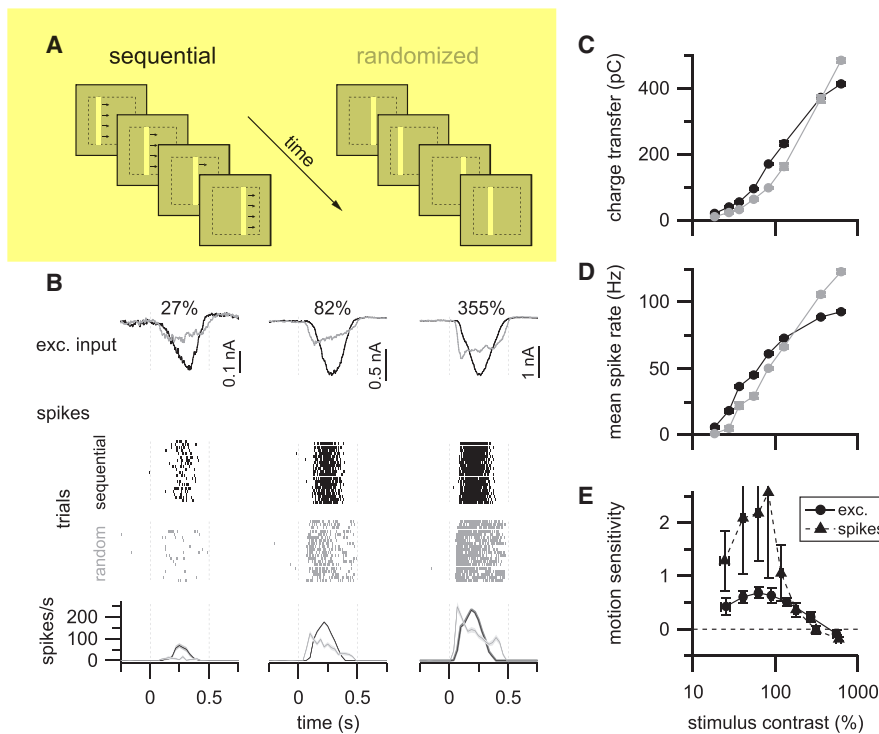 A
sequential
randomized
time
B
27%
82%
355%
exc. input
0.1 nA
0.5 nA
1 nA
spikes
trials
sequential
random
spikes/s
200
100
0
0
0.5
0
0.5
0
0.5
time (s)
C
charge transfer (pC)
400
200
0
D
mean spike rate (Hz)
100
50
0
E
motion sensitivity
2
1
0
exc.
spikes
10
100
1000
stimulus contrast (%)